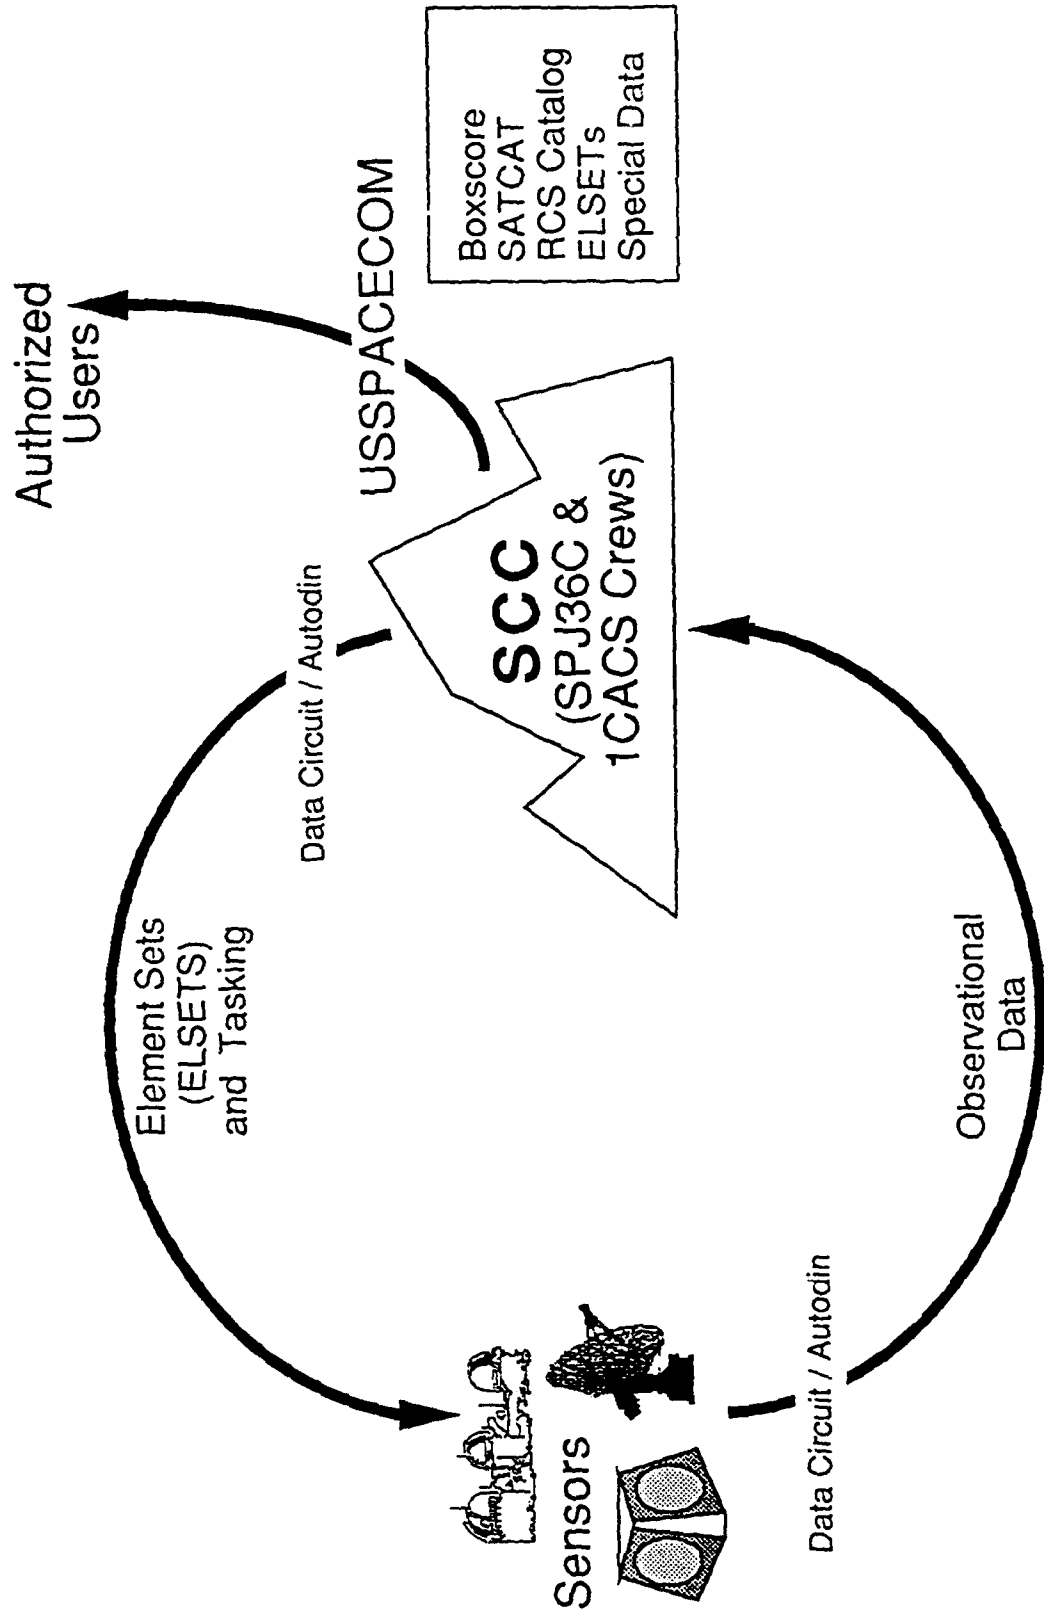 Authorized
Users
USSPACECOM
Boxscore
SATCAT
RCS Catalog
ELSETs
Special Data
Data Circuit / Autodin
SCC
(SPJ36C &
1CACS Crews)
Element Sets
(ELSETS)
and Tasking
Observational
Data
Sensors
Data Circuit / Autodin